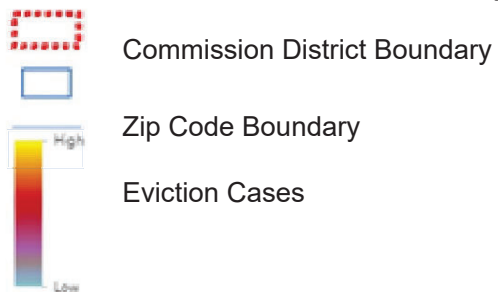 Commission District Boundary
Zip Code Boundary
High
Eviction Cases
Low